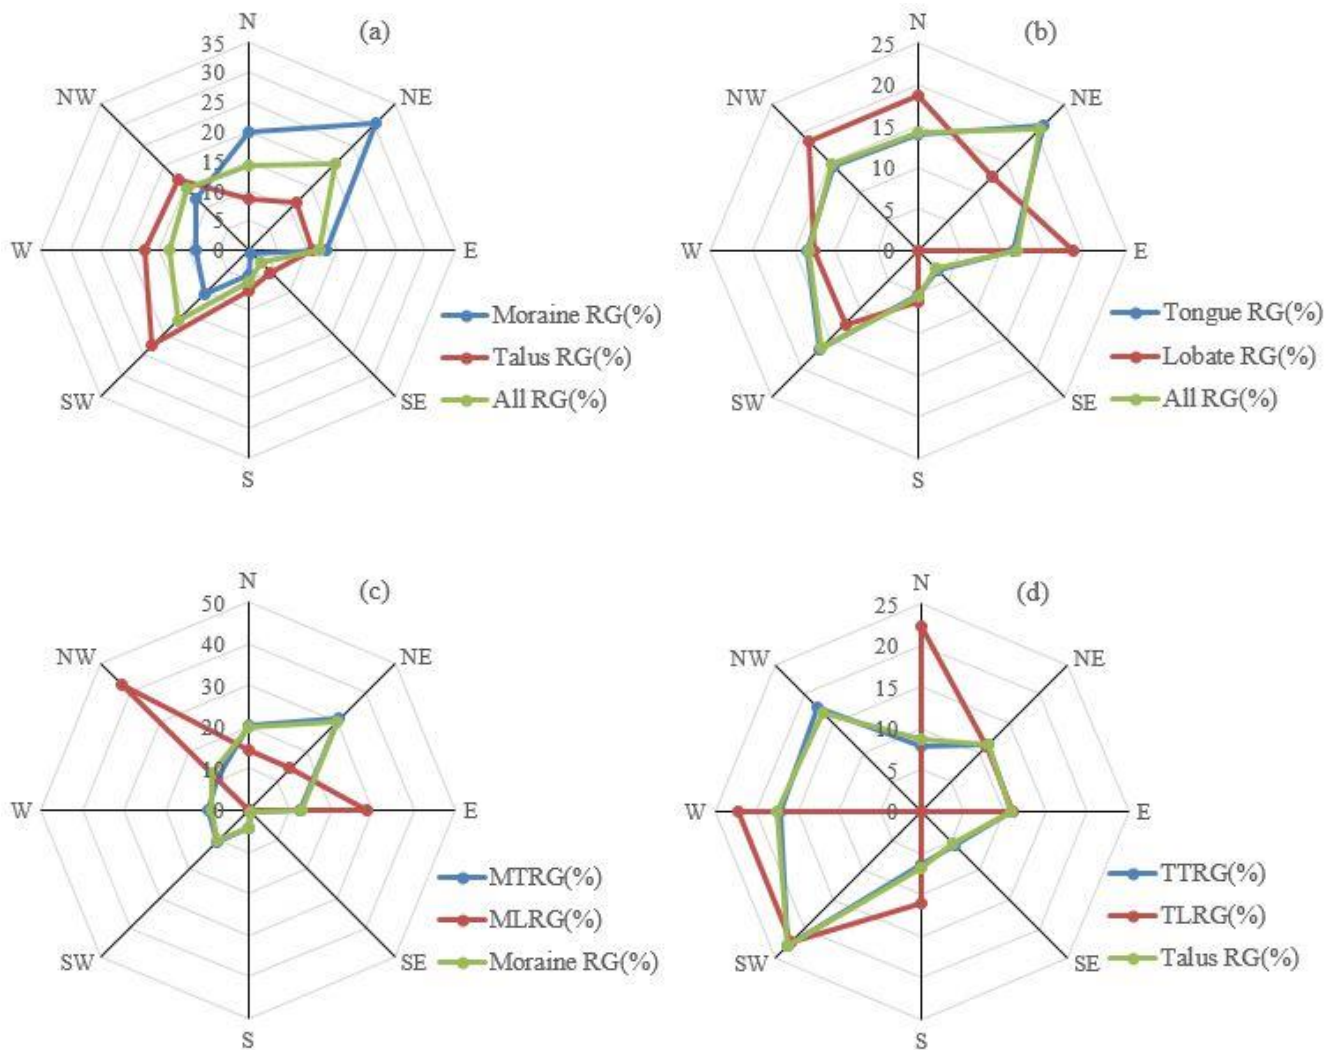 (a)
N
NE
E
SE
S
SW
W
NW
35
30
25
20
15
10
5
0
Moraine RG(%)
Talus RG(%)
All RG(%)
(b)
N
NE
E
SE
S
SW
W
NW
25
20
15
10
5
0
Tongue RG(%)
Lobate RG(%)
All RG(%)
(c)
N
NE
E
SE
S
SW
W
NW
50
40
30
20
10
0
MTRG(%)
MLRG(%)
Moraine RG(%)
(d)
N
NE
E
SE
S
SW
W
NW
25
20
15
10
5
0
TTRG(%)
TLRG(%)
Talus RG(%)